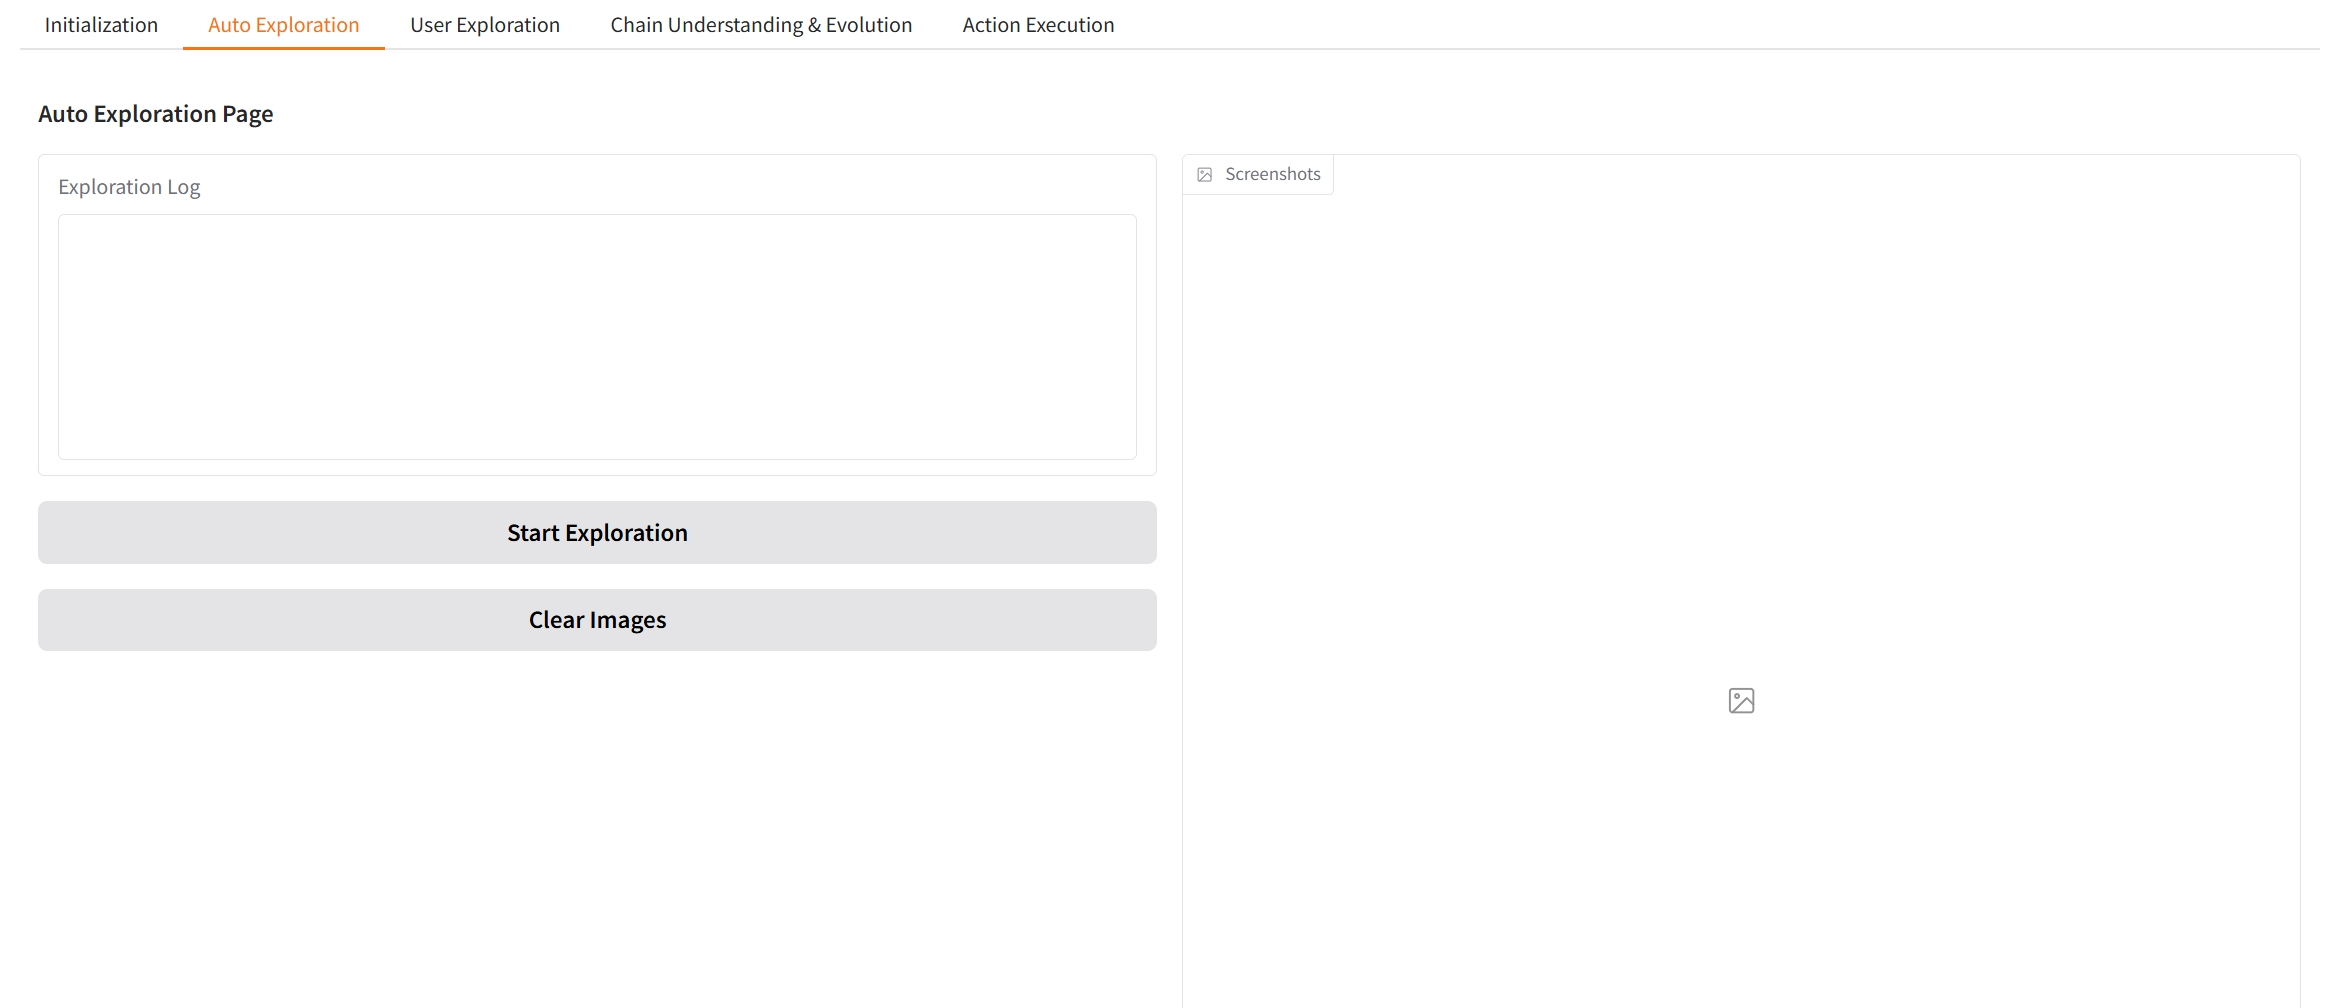 Initialization Auto Exploration User Exploration Chain Understanding & Evolution Action Execution
Auto Exploration Page
Exploration Log
Screenshots
Start Exploration
Clear Images